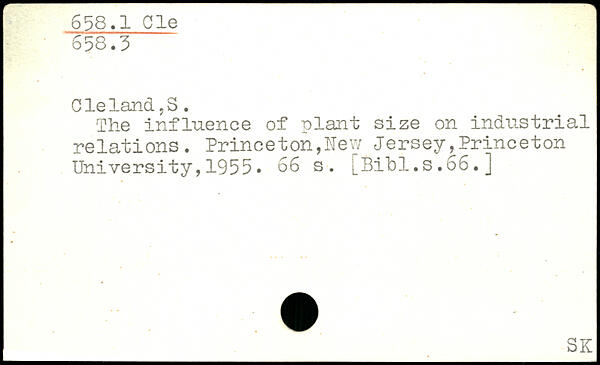 658.1 Cle
658.3
Cleland,S.
The influence of plant size on industrial
relations. Princeton,New Jersey,Princeton
University,1955. 66 s. [Bibl.s.66.]
SK